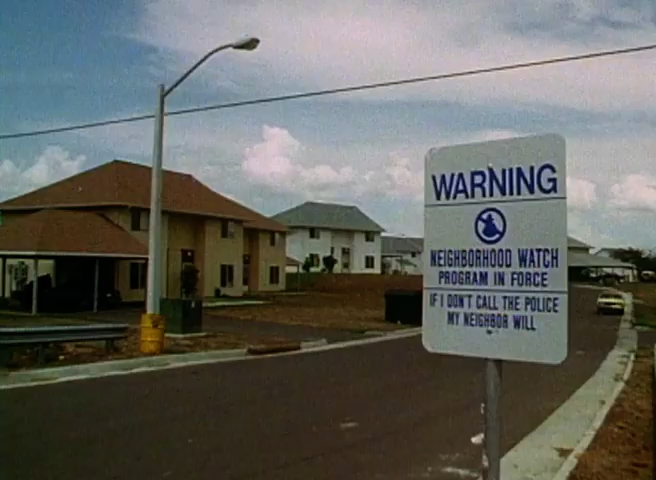 WARNING
NEIGHBORHOOD WATCH
PROGRAM IN FORCE
IF I DON'T CALL THE POLICE
MY NEIGHBOR WILL